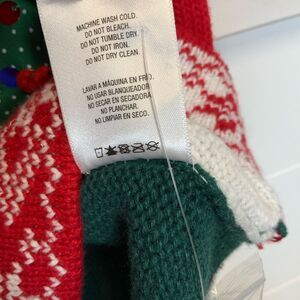 MACHINE WASH COLD.
DO NOT BLEACH.
DO NOT TUMBLE DRY.
DO NOT IRON.
DO NOT DRY CLEAN.
LAVAR A MÁQUINA EN FRÍO.
NO USAR BLANQUEADOR.
NO SECAR EN SECADORA.
NO PLANCHAR.
NO LIMPIAR EN SECO.